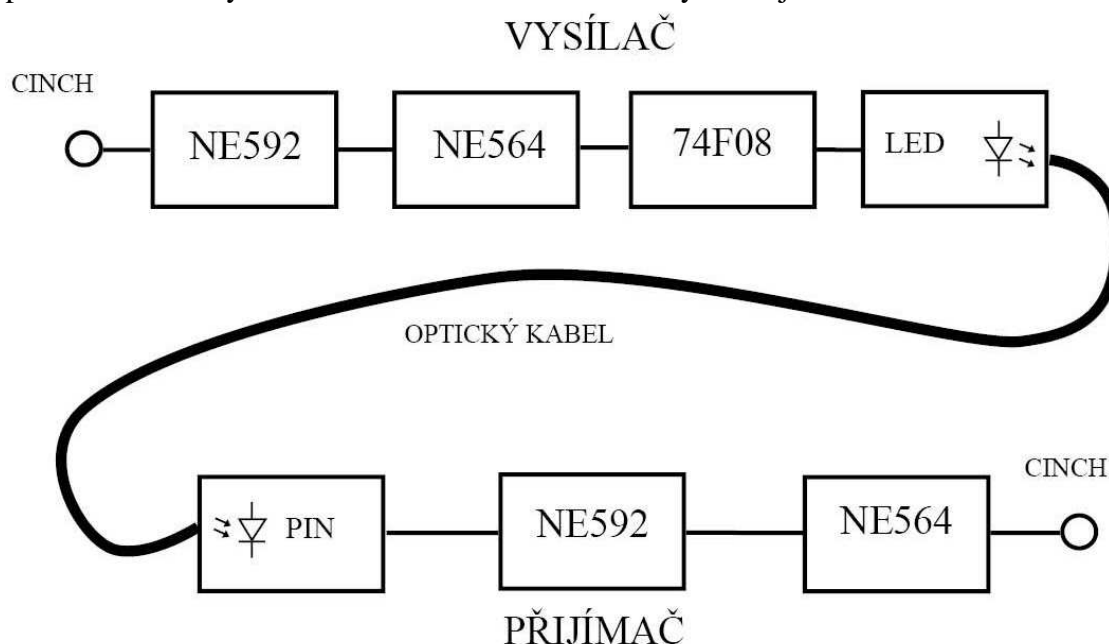 VYSÍLAČ
CINCH
NE592
NE564
74F08
LED
OPTICKÝ KABEL
PIN
NE592
NE564
CINCH
PŘIJÍMAČ